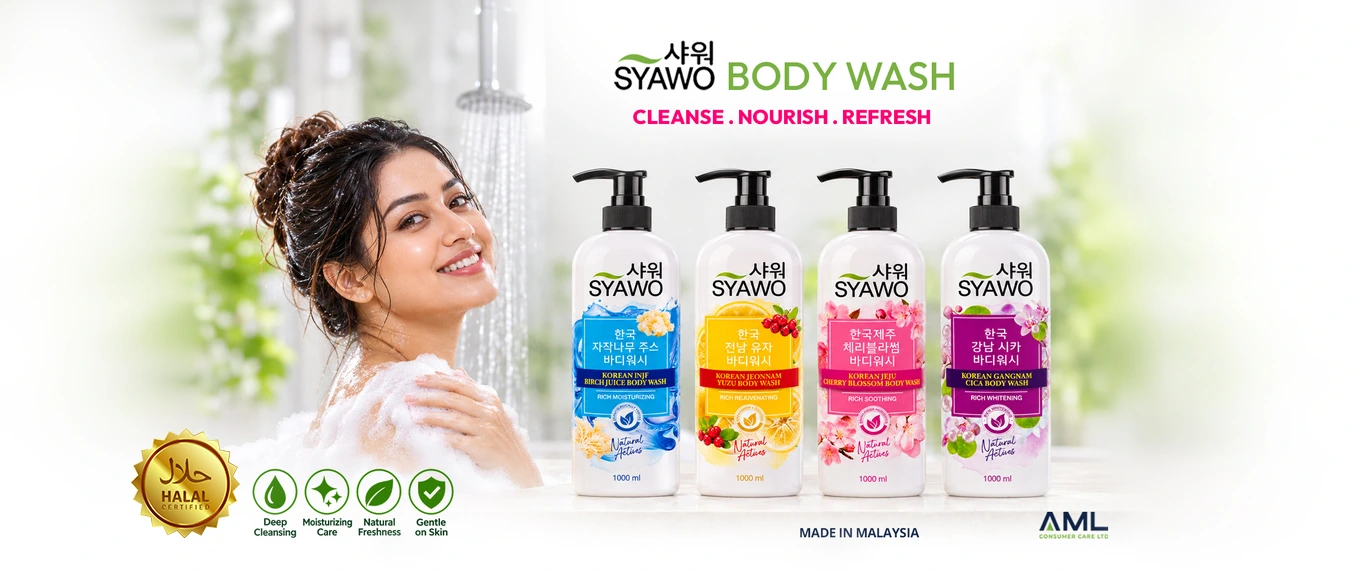 샤워
SYAWO BODY WASH
CLEANSE . NOURISH . REFRESH
샤워
SYAWO
한국
자작나무 주스
바디워시
KOREAN INJF
BIRCH JUICE BODY WASH
RICH MOISTURIZING
Natural
Actives
1000 ml
샤워
SYAWO
한국
전남 유자
바디워시
KOREAN JEONNAM
YUZU BODY WASH
RICH REJUVENATING
Natural
Actives
1000 ml
샤워
SYAWO
한국제주
체리블라썸
바디워시
KOREAN JEJU
CHERRY BLOSSOM BODY WASH
RICH SOOTHING
Natural
Actives
1000 ml
샤워
SYAWO
한국
강남 시카
바디워시
KOREAN GANGNAM
CICA BODY WASH
RICH WHITENING
Natural
Actives
1000 ml
حلال
HALAL
CERTIFIED
Deep
Cleansing
Moisturizing
Care
Natural
Freshness
Gentle
on Skin
MADE IN MALAYSIA
AML
CONSUMER CARE LTD